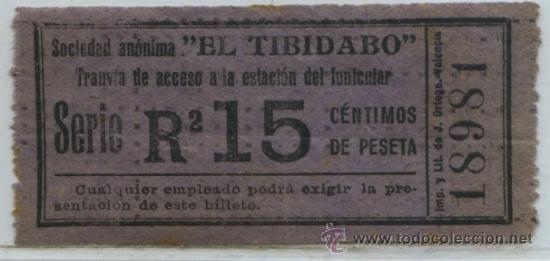 Sociedad anónima "EL TIBIDABO"
Tranvía de acceso a la estación del funicular
Serie R² 15 CÉNTIMOS
DE PESETA
Cualquier empleado podrá exigir la pre-
sentacion de este billete.
Imp. y Lit. de J. Ortega. Valencia
18981
www.todocoleccion.net